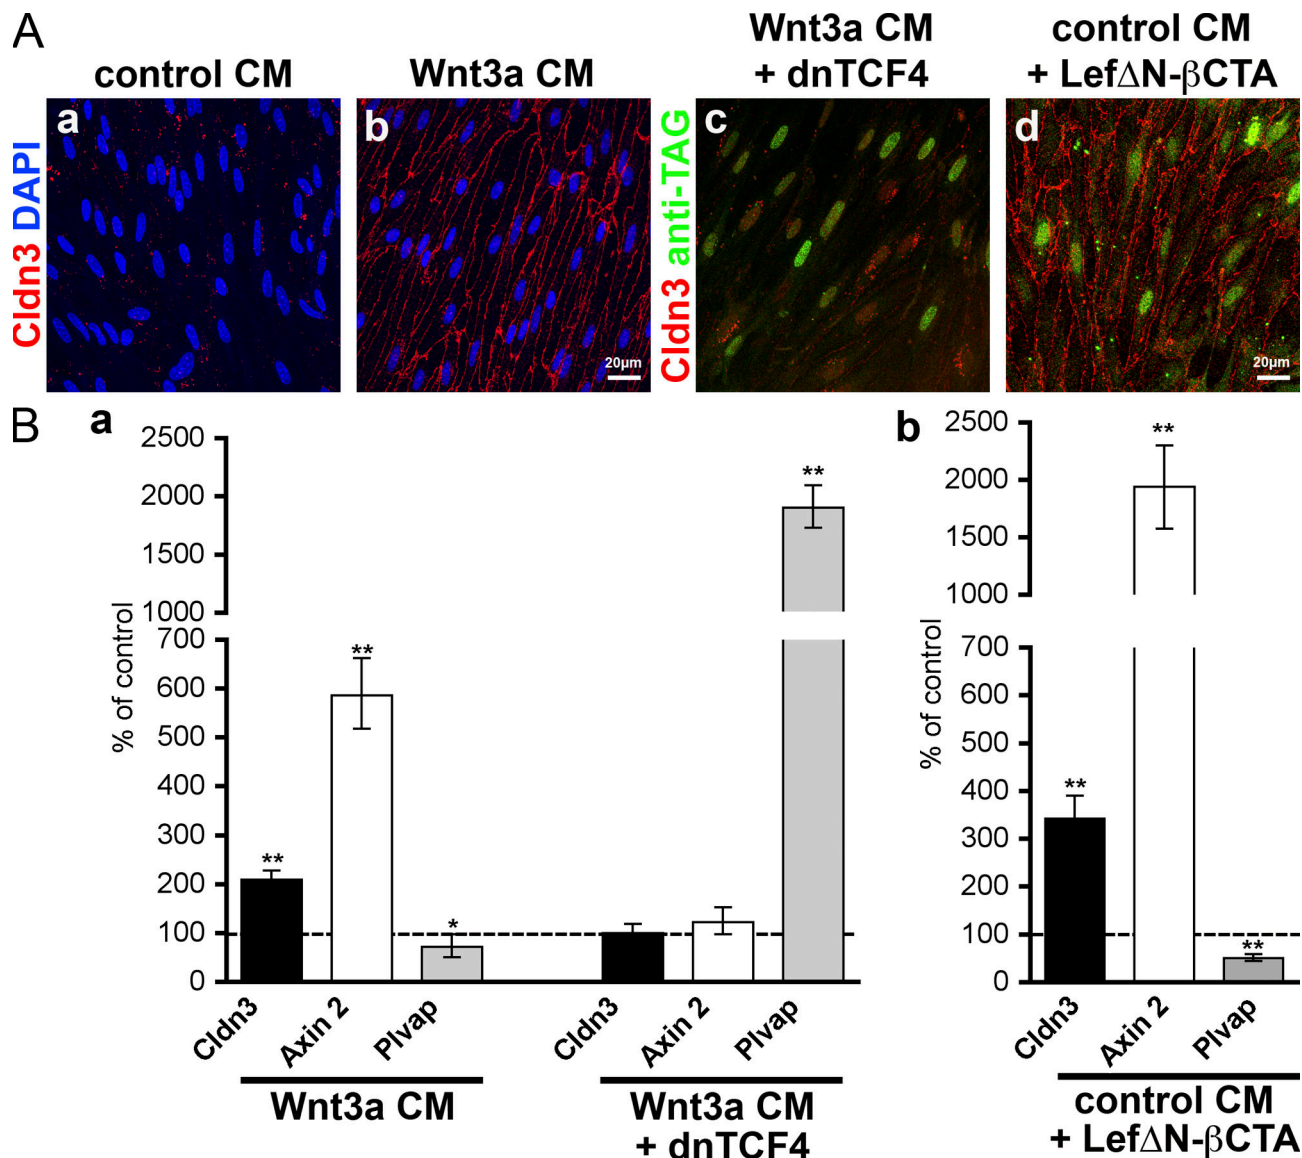 A
control CM
Wnt3a CM
Wnt3a CM
+ dnTCF4
control CM
+ LefΔN-βCTA
Cldn3 DAPI
a
b
20µm
Cldn3 anti-TAG
c
d
20µm
B
a
% of control
2500
2000
1500
1000
700
600
500
400
300
200
100
0
**
**
*
**
Cldn3
Axin 2
Plvap
Cldn3
Axin 2
Plvap
Wnt3a CM
Wnt3a CM
+ dnTCF4
b
% of control
2500
2000
1500
1000
700
600
500
400
300
200
100
0
**
**
**
Cldn3
Axin 2
Plvap
control CM
+ LefΔN-βCTA